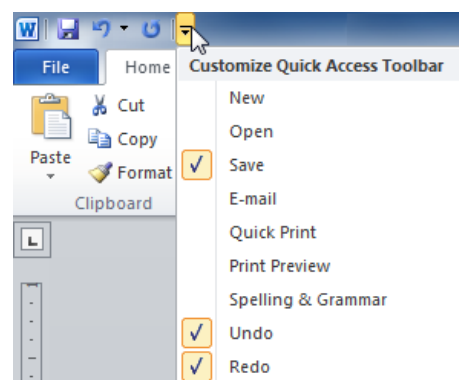 W
File Home Customize Quick Access Toolbar
Cut
Copy
Paste
Format
Clipboard
New
Open
Save
E-mail
Quick Print
Print Preview
Spelling & Grammar
Undo
Redo